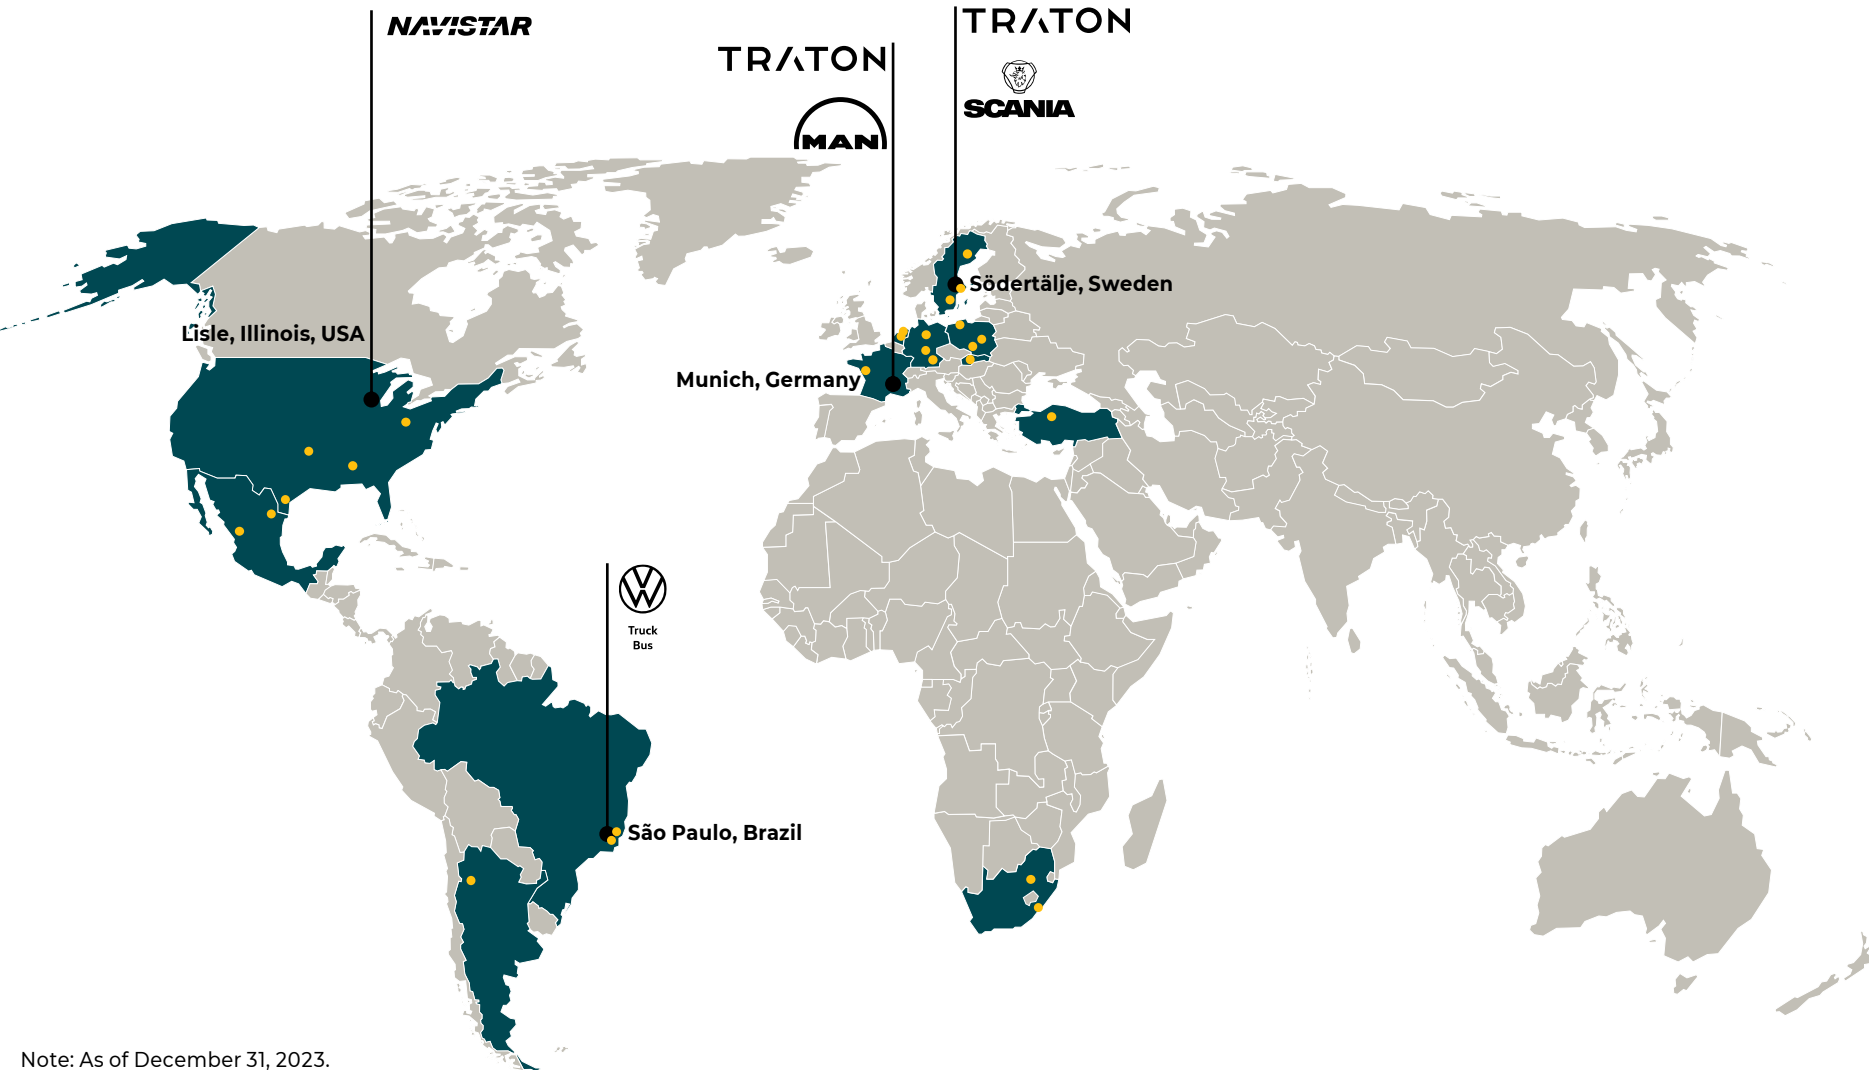 NAVISTAR
TRATON
MAN
TRATON
SCANIA
Södertälje, Sweden
Lisle, Illinois, USA
Munich, Germany
Truck
Bus
São Paulo, Brazil
Note: As of December 31, 2023.